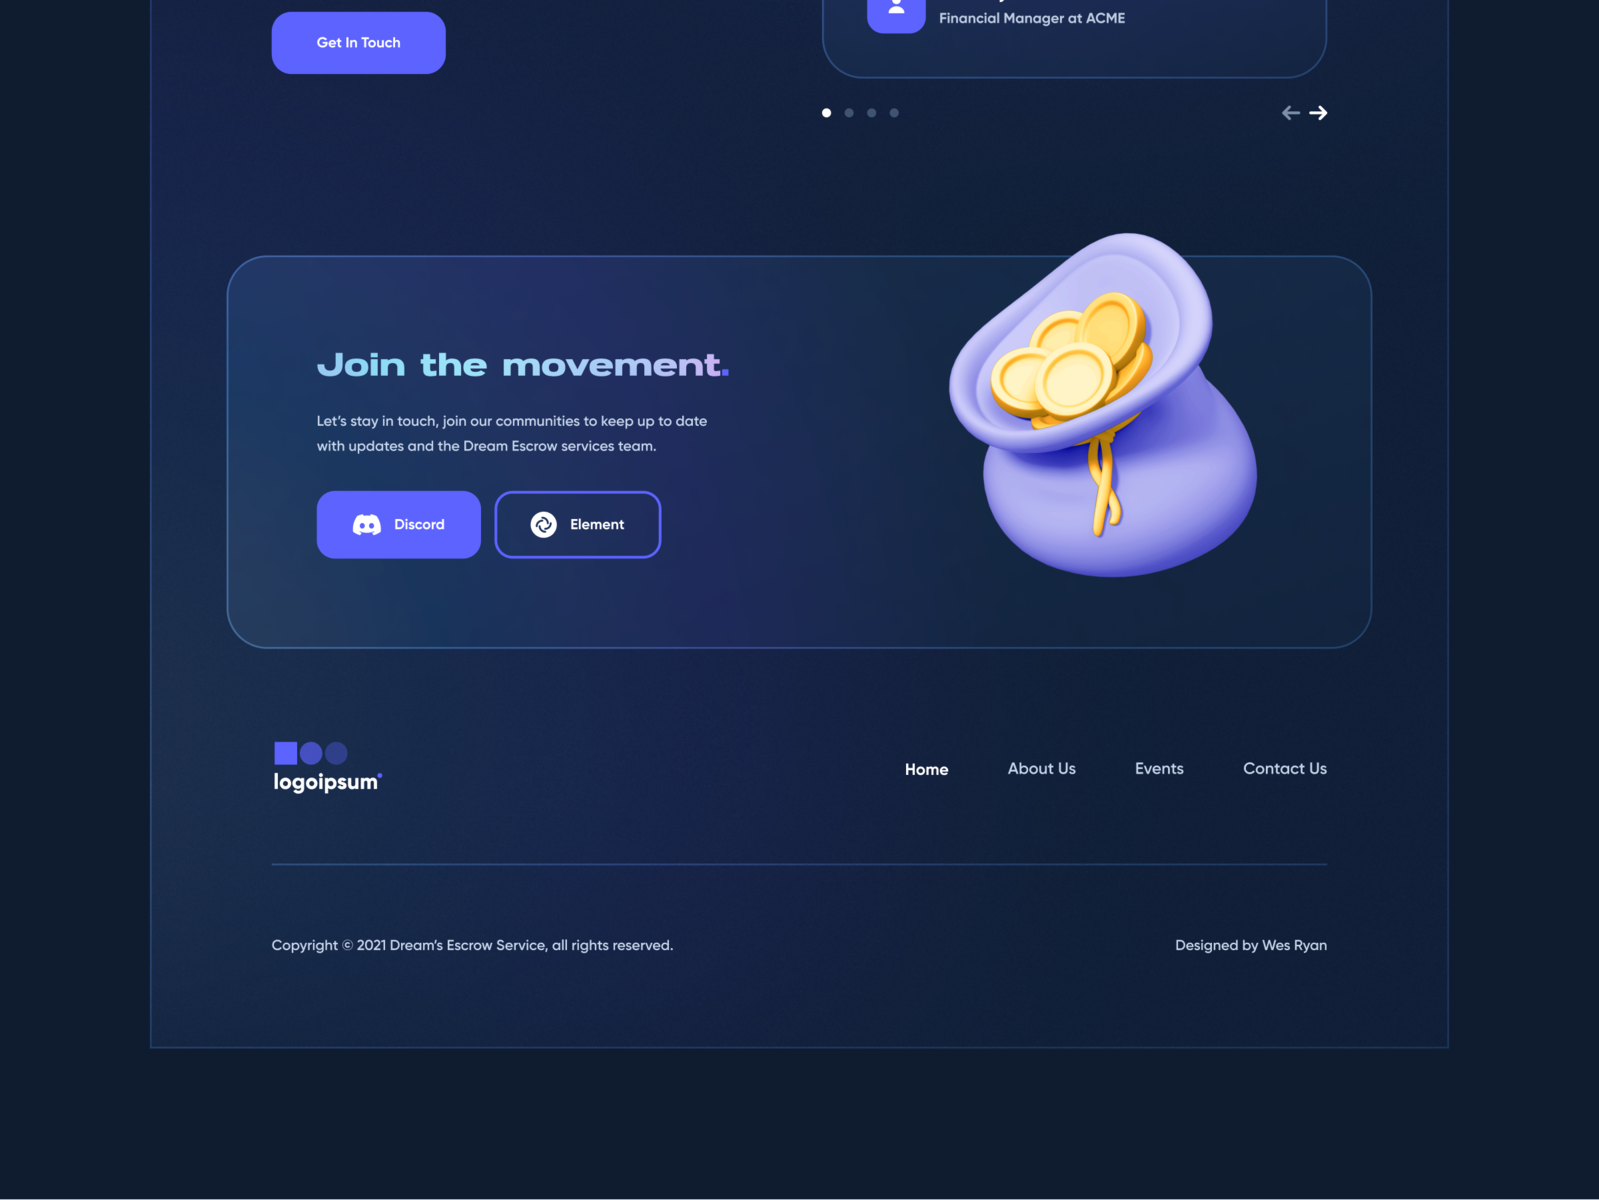 Get In Touch
Financial Manager at ACME
Join the movement.
Let's stay in touch, join our communities to keep up to date
with updates and the Dream Escrow services team.
Discord
Element
logoipsum
Home
About Us
Events
Contact Us
Copyright © 2021 Dream's Escrow Service, all rights reserved.
Designed by Wes Ryan